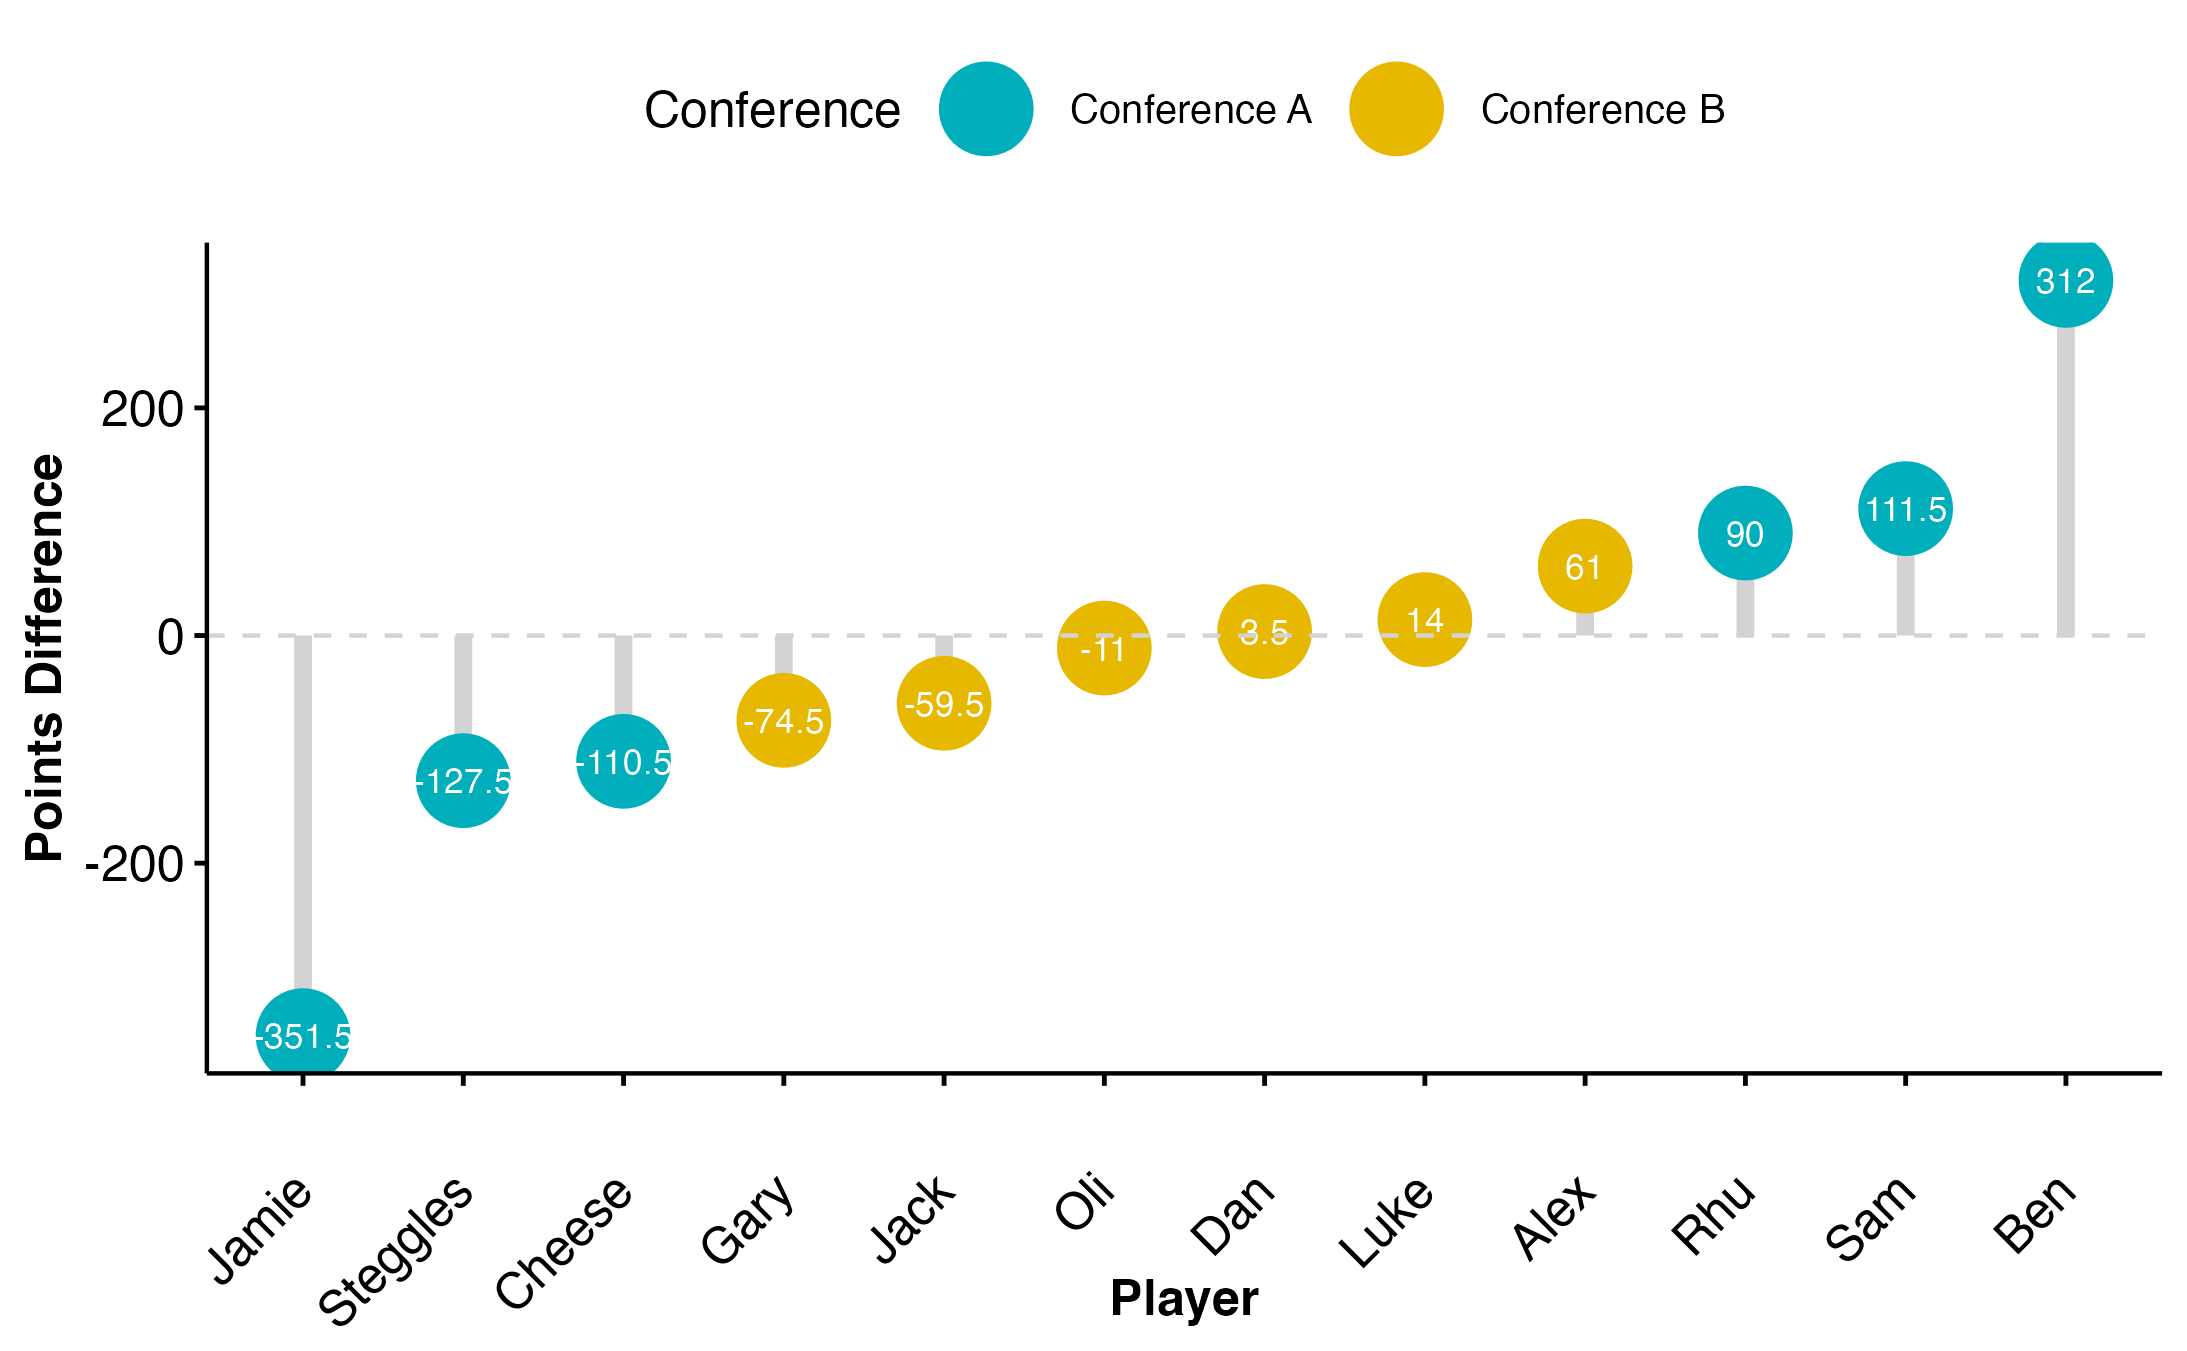 Conference Conference A Conference B
Points Difference
200
0
-200
-351.5
-127.5
-110.5
-74.5
-59.5
-11
3.5
14
61
90
111.5
312
Jamie
Steggles
Cheese
Gary
Jack
Oli
Dan
Luke
Alex
Rhu
Sam
Ben
Player